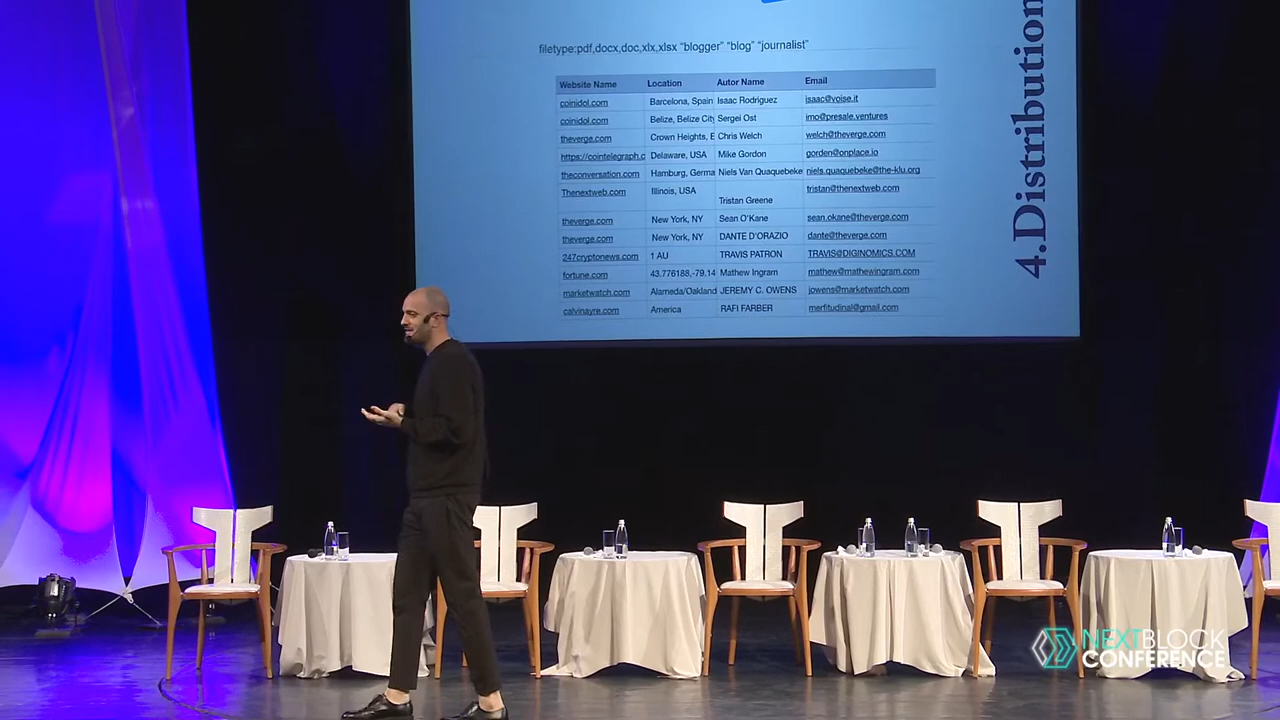 filetype:pdf,docx,doc,xlx,xlsx “blogger” “blog” “journalist”
Website Name Location Autor Name Email
coinidol.com Barcelona, Spain Isaac Rodriguez isaac@voise.it
coinidol.com Belize, Belize City Sergei Ost imo@presale.ventures
theverge.com Crown Heights, B Chris Welch welch@theverge.com
https://cointelegraph.c Delaware, USA Mike Gordon gorden@onplace.io
theconversation.com Hamburg, Germa Niels Van Quaquebeke niels.quaquebeke@the-klu.org
Thenextweb.com Illinois, USA Tristan Greene tristan@thenextweb.com
theverge.com New York, NY Sean O'Kane sean.okane@theverge.com
theverge.com New York, NY DANTE D'ORAZIO dante@theverge.com
247cryptonews.com 1 AU TRAVIS PATRON TRAVIS@DIGINOMICS.COM
fortune.com 43.776188,-79.14 Mathew Ingram mathew@mathewingram.com
marketwatch.com Alameda/Oakland JEREMY C. OWENS jowens@marketwatch.com
calvinayre.com America RAFI FARBER merfitudinal@gmail.com
4.Distribution
NEXTBLOCK
CONFERENCE